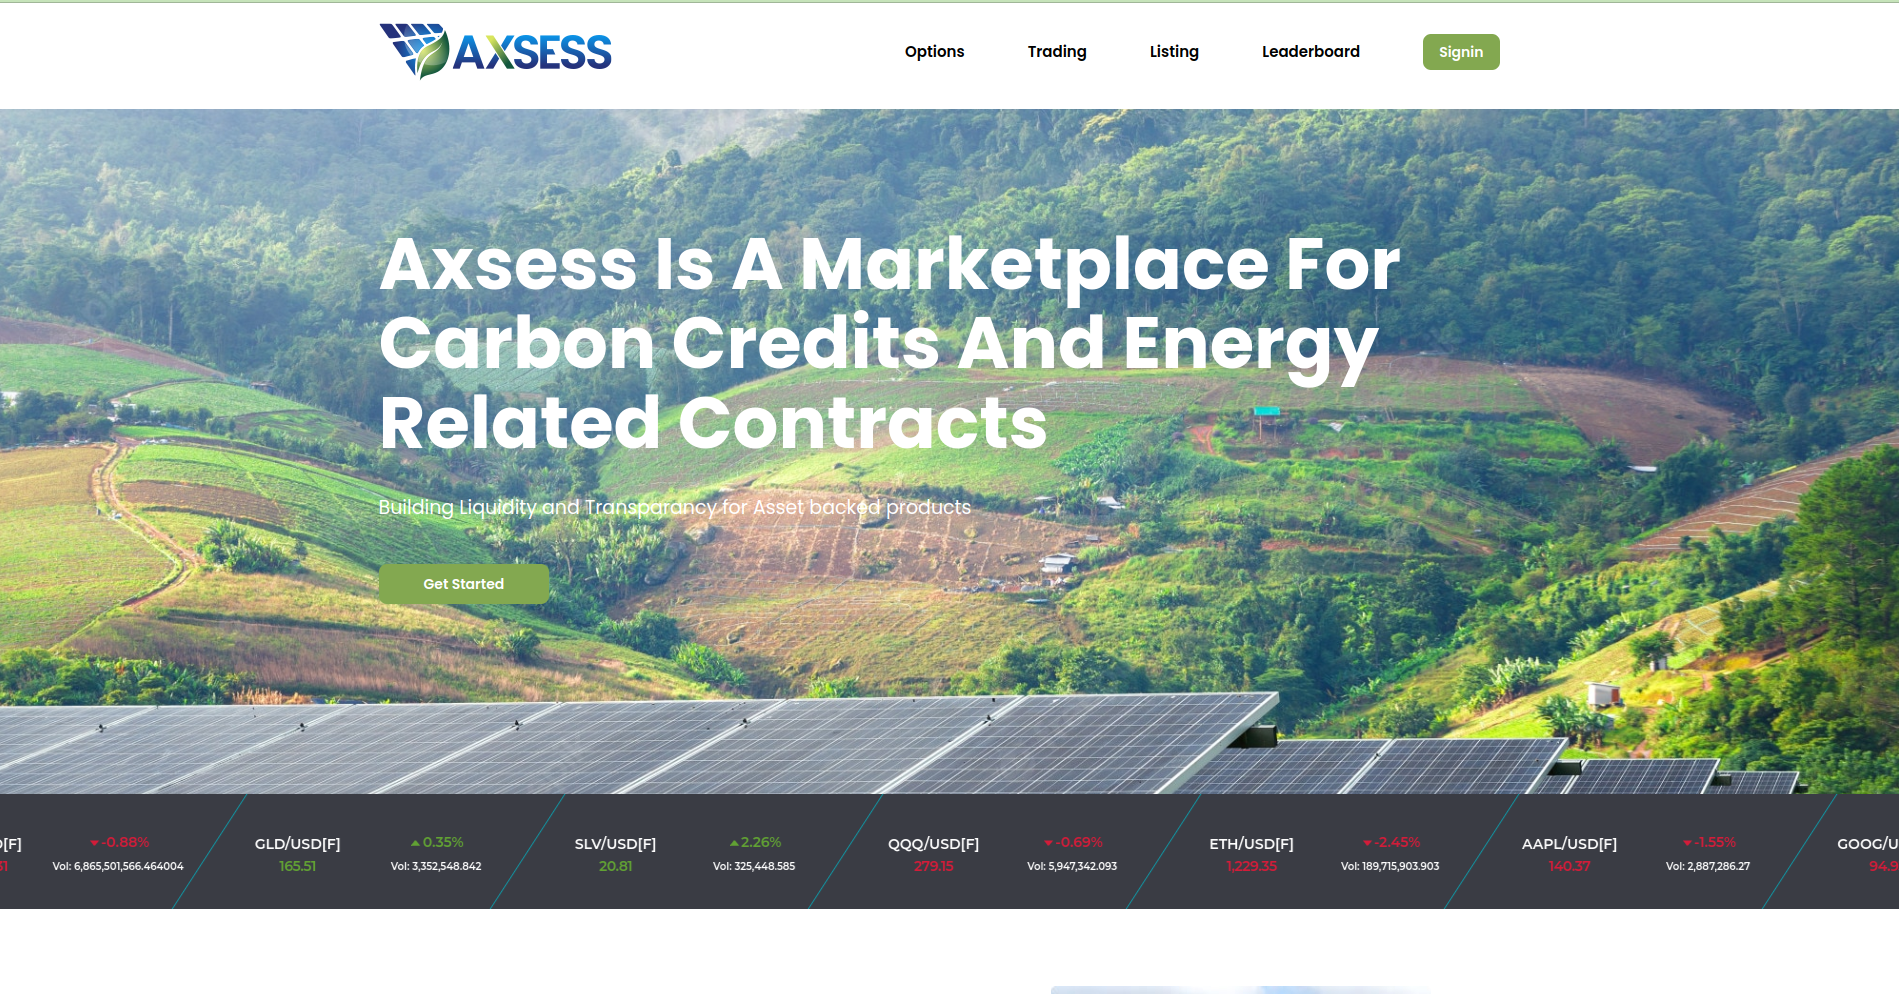 AXSESS
Options
Trading
Listing
Leaderboard
Signin
Axsess Is A Marketplace For
Carbon Credits And Energy
Related Contracts
Building Liquidity and Transparancy for Asset backed products
Get Started
-0.88%
Vol: 6,865,501,566.464004
GLD/USD[F]
165.51
0.35%
Vol: 3,352,548.842
SLV/USD[F]
20.81
2.26%
Vol: 325,448.585
QQQ/USD[F]
279.15
-0.69%
Vol: 5,947,342.093
ETH/USD[F]
1,229.35
-2.45%
Vol: 189,715,903.903
AAPL/USD[F]
140.37
-1.55%
Vol: 2,887,286.27
GOOG/U
94.9